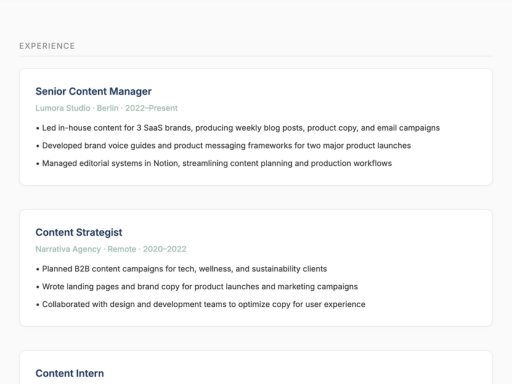 EXPERIENCE
Senior Content Manager
Lumora Studio · Berlin · 2022–Present
• Led in-house content for 3 SaaS brands, producing weekly blog posts, product copy, and email campaigns
• Developed brand voice guides and product messaging frameworks for two major product launches
• Managed editorial systems in Notion, streamlining content planning and production workflows
Content Strategist
Narrativa Agency · Remote · 2020–2022
• Planned B2B content campaigns for tech, wellness, and sustainability clients
• Wrote landing pages and brand copy for product launches and marketing campaigns
• Collaborated with design and development teams to optimize copy for user experience
Content Intern